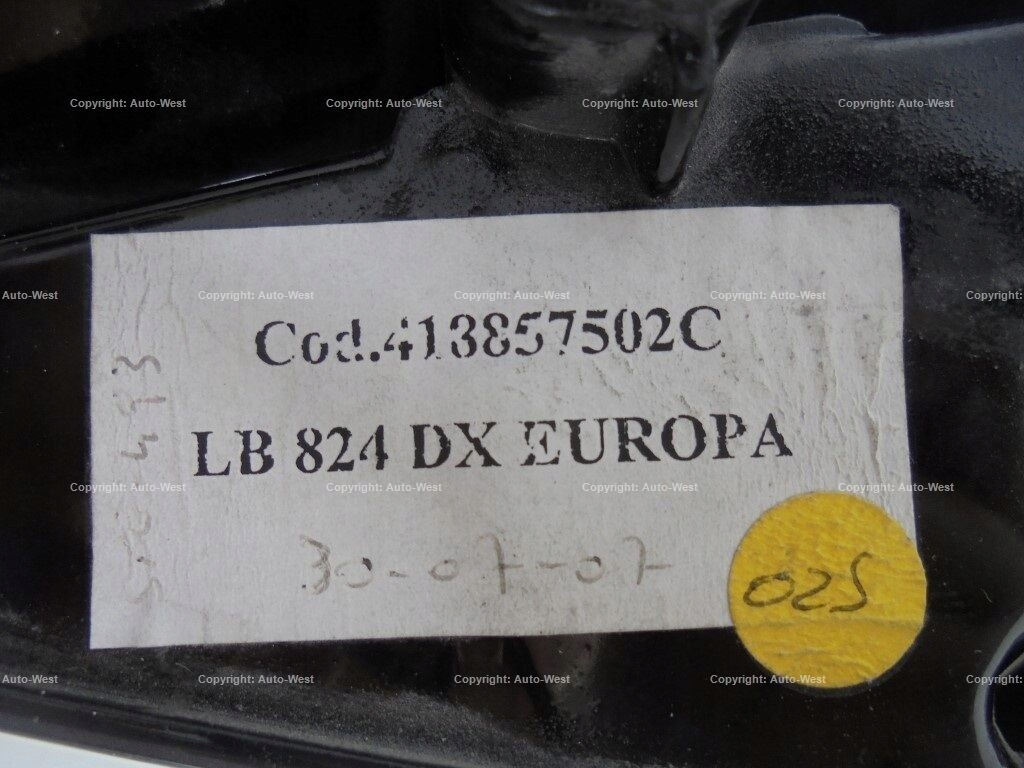 Copyright: Auto-West Copyright: Auto-West Copyright: Auto-West Copyright: Auto-West
Auto-West Copyright: Auto-West Copyright: Auto-West Copyright: Auto-West Copyright:
Cod.413857502C
LB 824 DX EUROPA
Copyright: Auto-West Copyright: Auto-West Copyright: Auto-West Copyright: Auto-West
30-07-07
025
493
Auto-West Copyright: Auto-West Copyright: Auto-West Copyright: Auto-West Copyright: